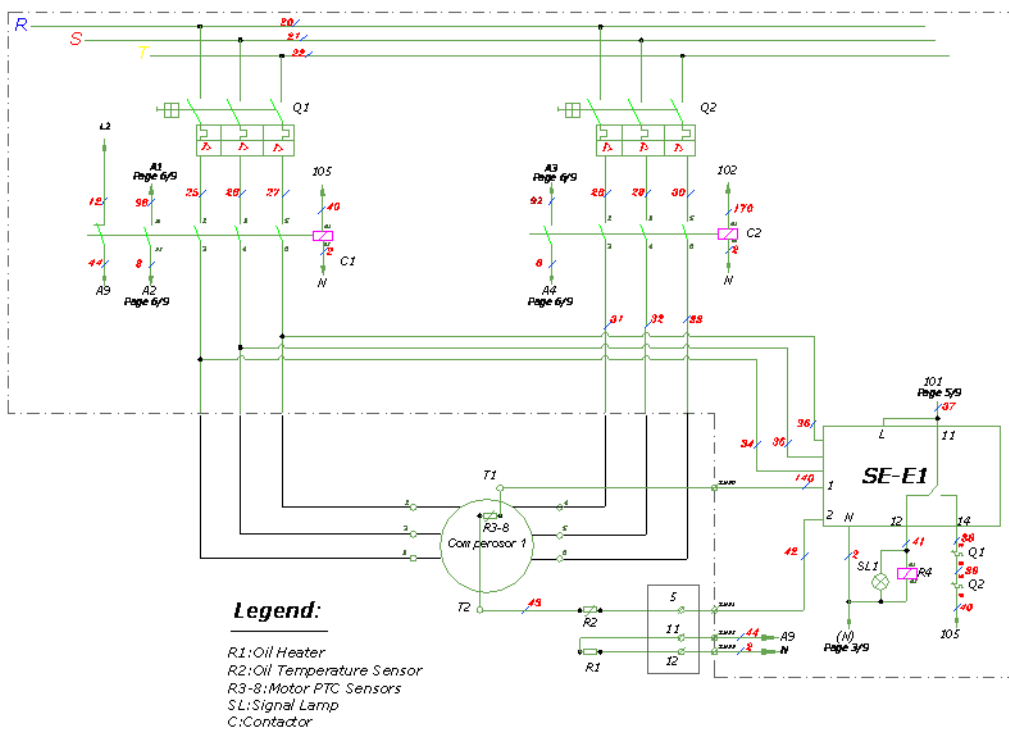 R
20
S
21
T
22
Q1
Q2
L2
A1
Page 6/9
105
A3
Page 6/9
102
12
98
25
26
27
40
92
28
29
30
170
C1
C2
2
2
44
8
8
A9
A2
Page 6/9
N
A4
Page 6/9
N
31
32
33
101
Page 5/9
37
36
35
34
L
11
SE-E1
T1
140
1
R3-8
Comperosor 1
2
N
12
14
42
2
41
38
Q1
SL1
R4
39
Q2
40
T2
43
R2
5
11
44
A9
R1
12
2
N
(N)
Page 3/9
105
Legend:
R1:Oil Heater
R2:Oil Temperature Sensor
R3-8:Motor PTC Sensors
SL:Signal Lamp
C:Contactor